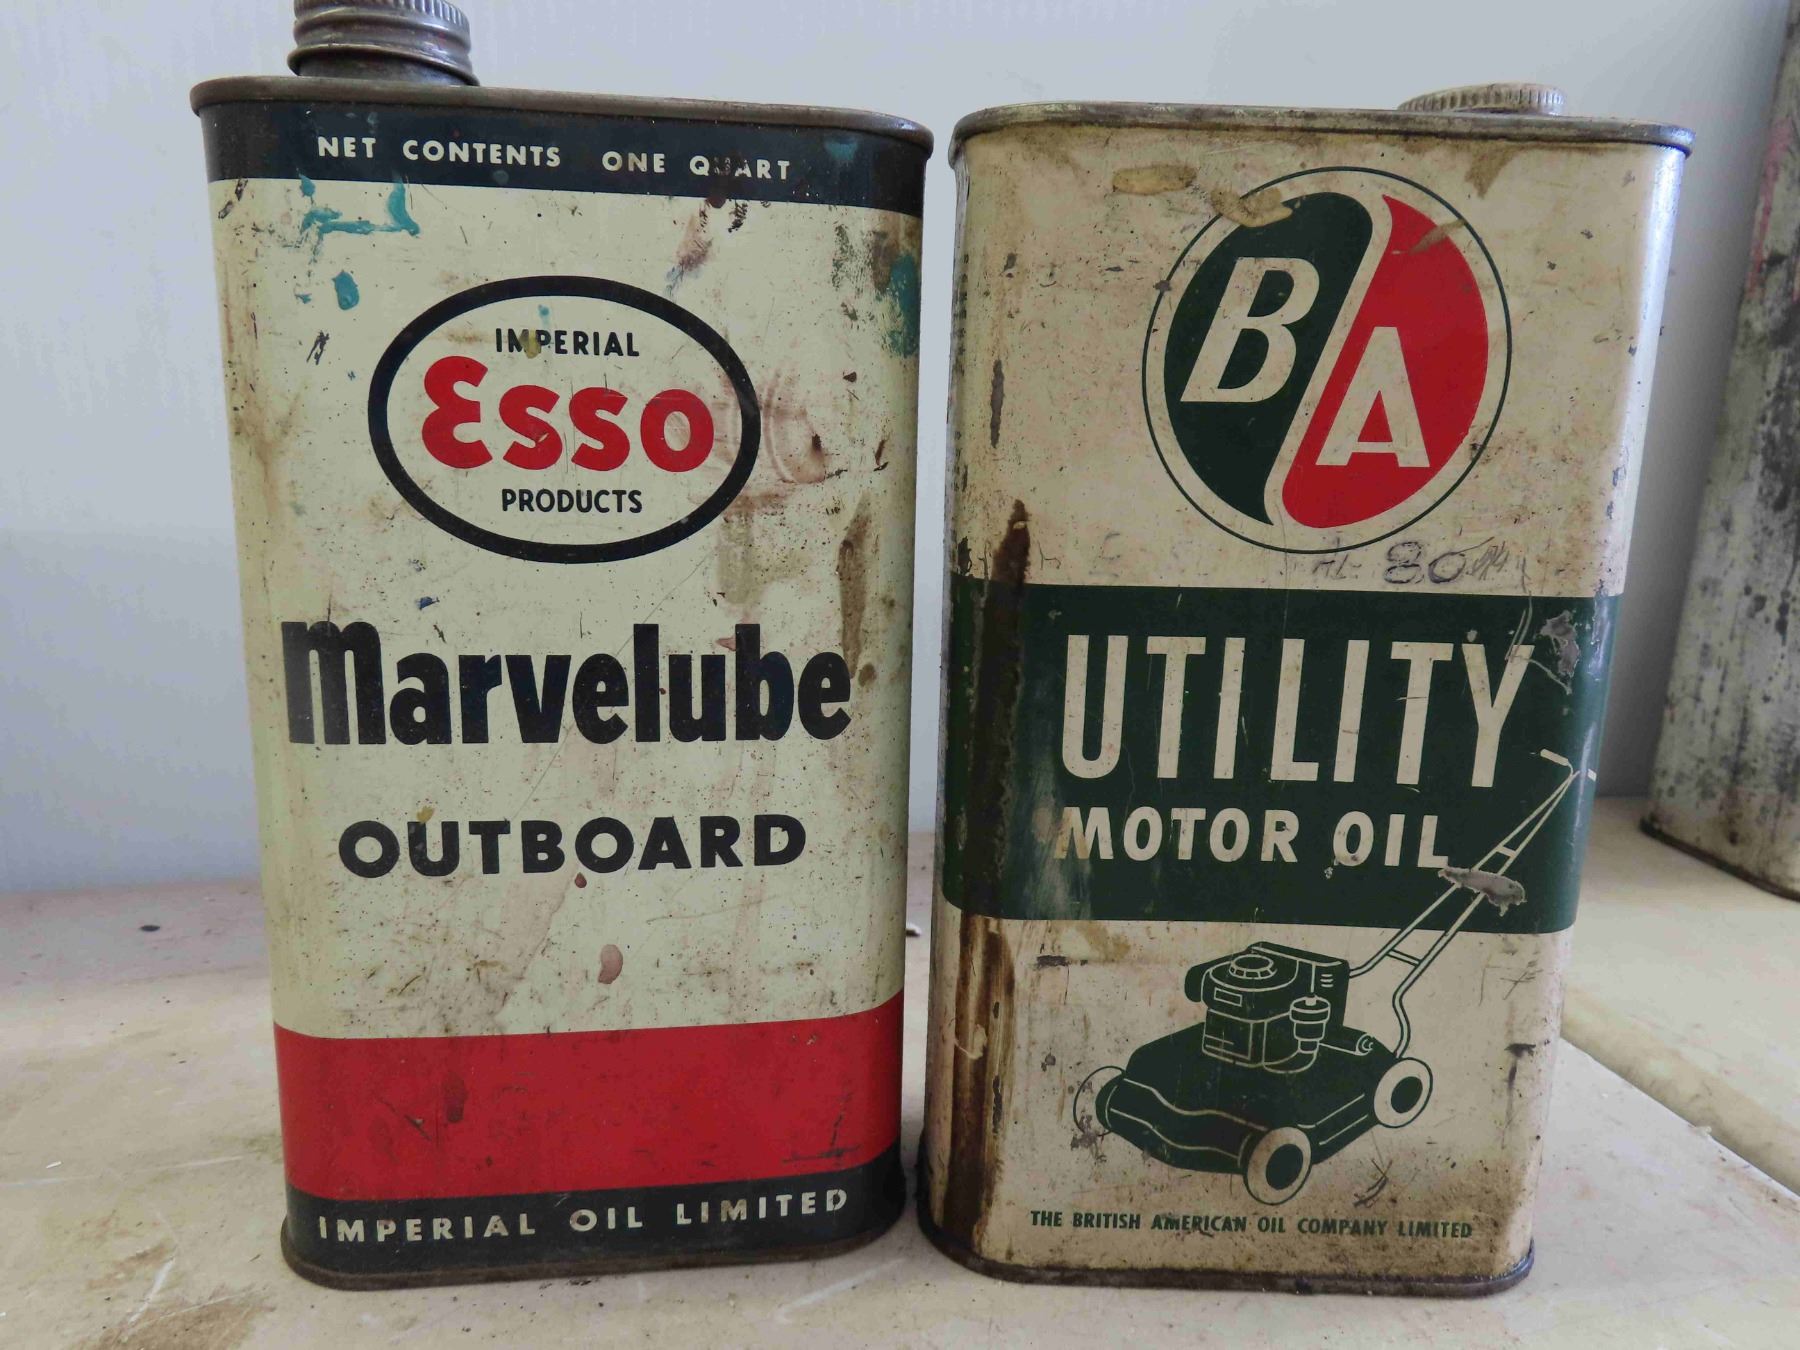 NET CONTENTS ONE QUART
IMPERIAL
Esso
PRODUCTS
Marvelube
OUTBOARD
IMPERIAL OIL LIMITED
B
A
80
UTILITY
MOTOR OIL
THE BRITISH AMERICAN OIL COMPANY LIMITED